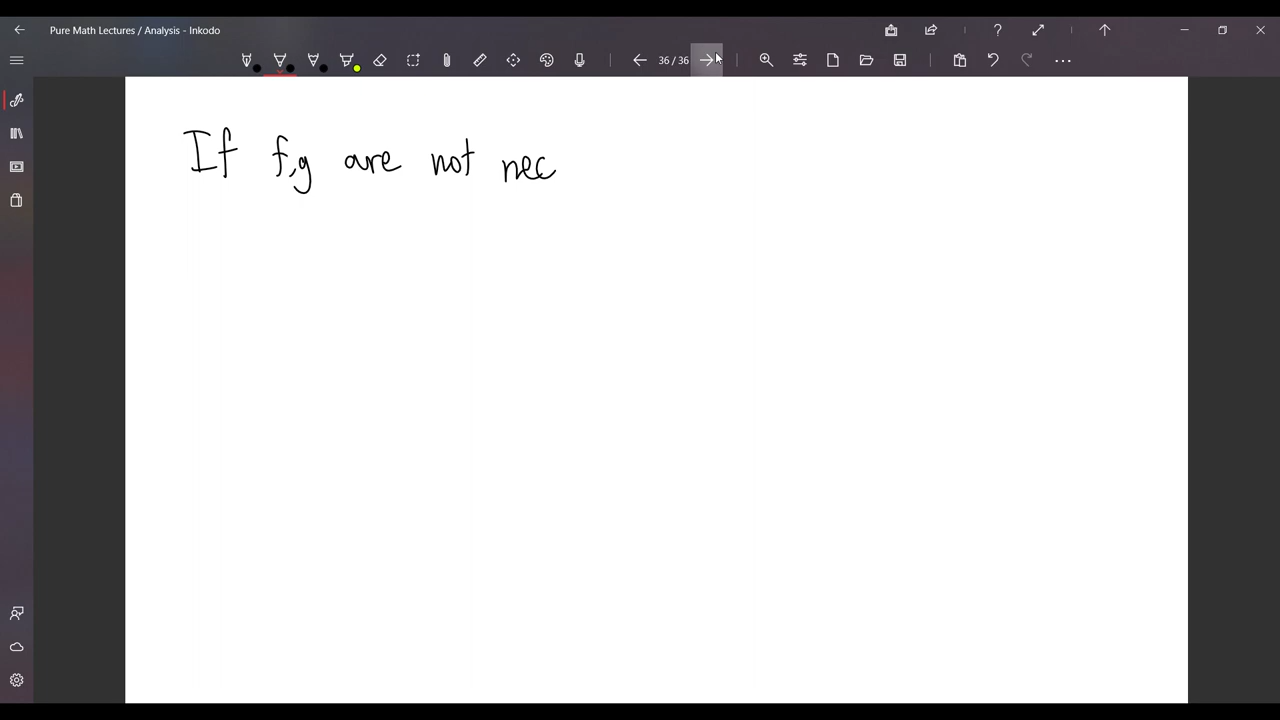 Pure Math Lectures / Analysis - Inkodo
36 / 36
If f,g are not nec